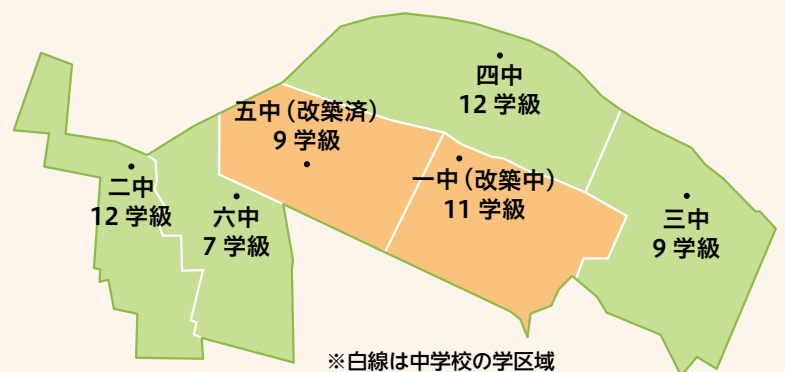 四中
12 学級
五中（改築済）
9 学級
一中（改築中）
11 学級
二中
12 学級
六中
7 学級
三中
9 学級
※白線は中学校の学区域